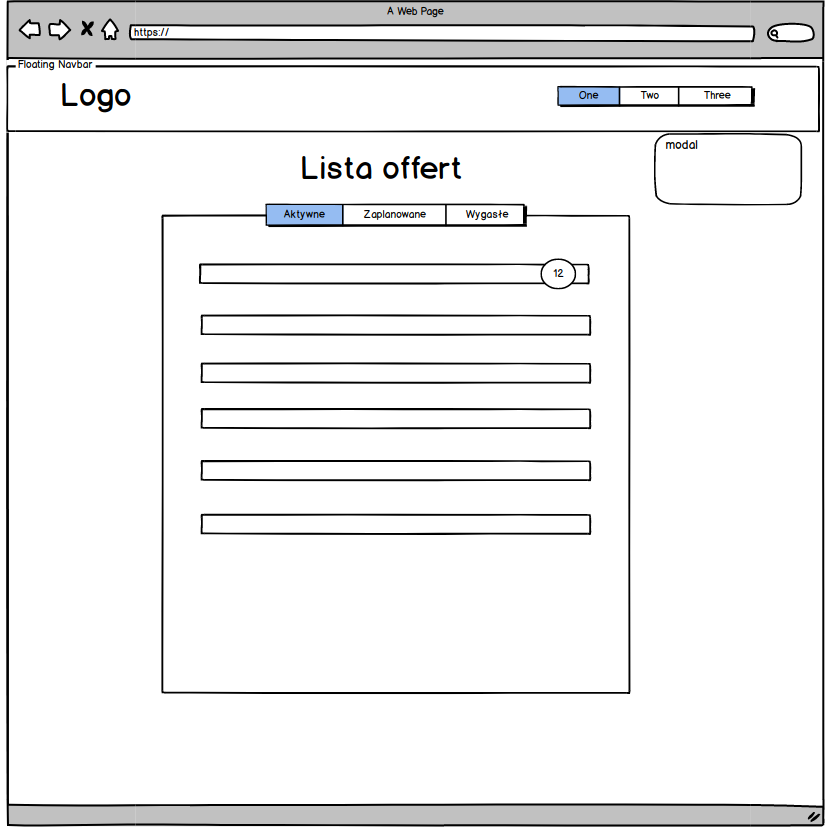 A Web Page
https://
Floating Navbar
Logo
One Two Three
modal
Lista offert
Aktywne Zaplanowane Wygasłe
12